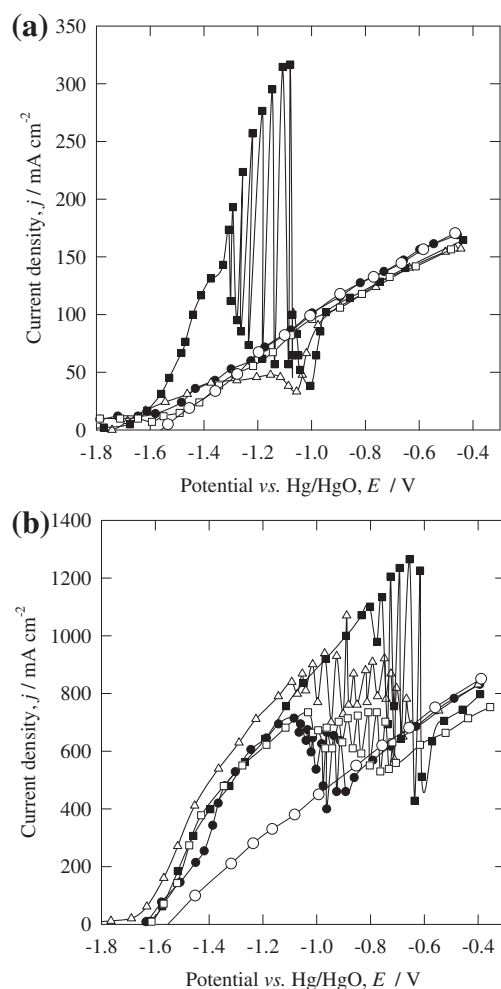 (a)
350
300
250
200
150
100
50
0
Current density, j / mA cm-2
-1.8 -1.6 -1.4 -1.2 -1.0 -0.8 -0.6 -0.4
Potential vs. Hg/HgO, E / V
(b)
1400
1200
1000
800
600
400
200
0
Current density, j / mA cm-2
-1.8 -1.6 -1.4 -1.2 -1.0 -0.8 -0.6 -0.4
Potential vs. Hg/HgO, E / V